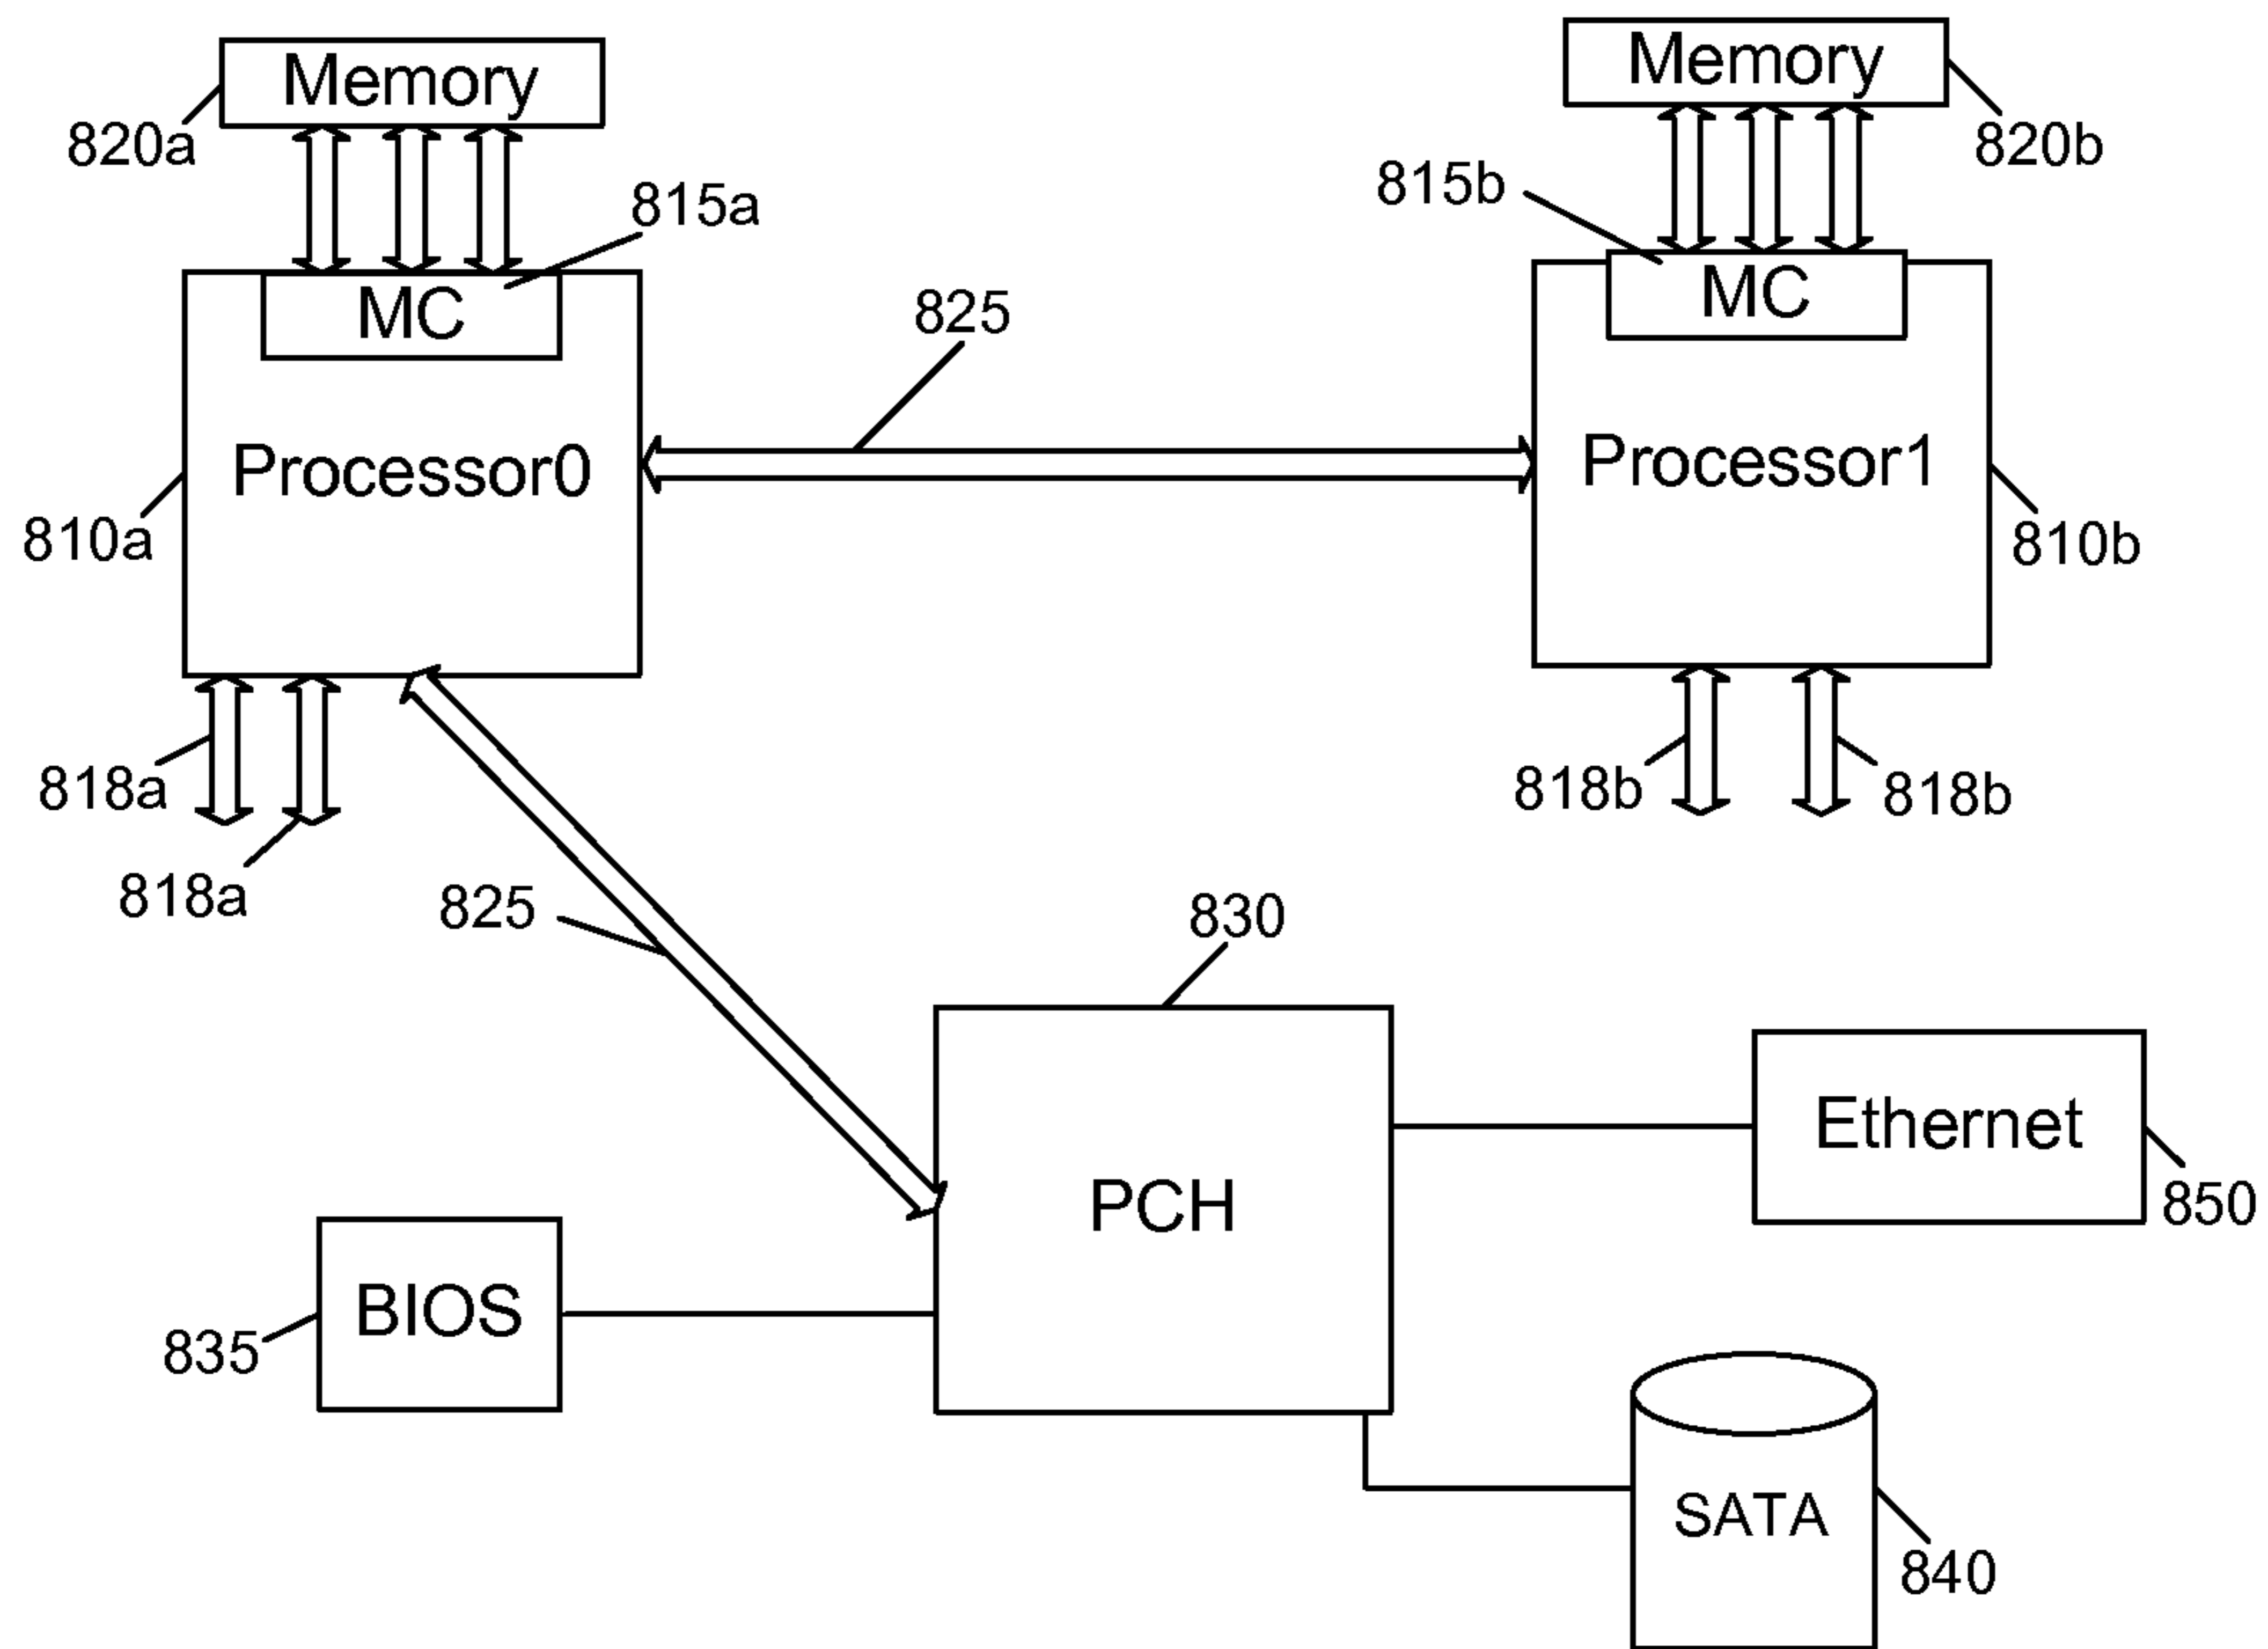 Memory
Memory
820a
820b
815a
815b
MC
MC
825
Processor0
Processor1
810a
810b
818a
818a
818b
818b
825
830
Ethernet
850
PCH
BIOS
835
SATA
840